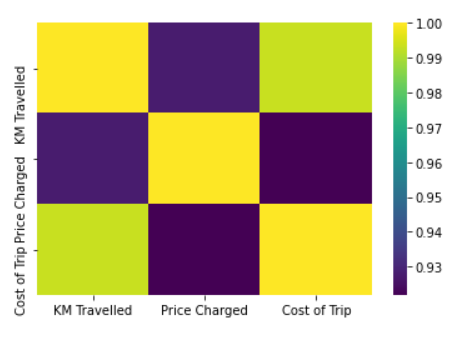 KM Travelled
Price Charged
Cost of Trip
KM Travelled
Price Charged
Cost of Trip
1.00
0.99
0.98
0.97
0.96
0.95
0.94
0.93